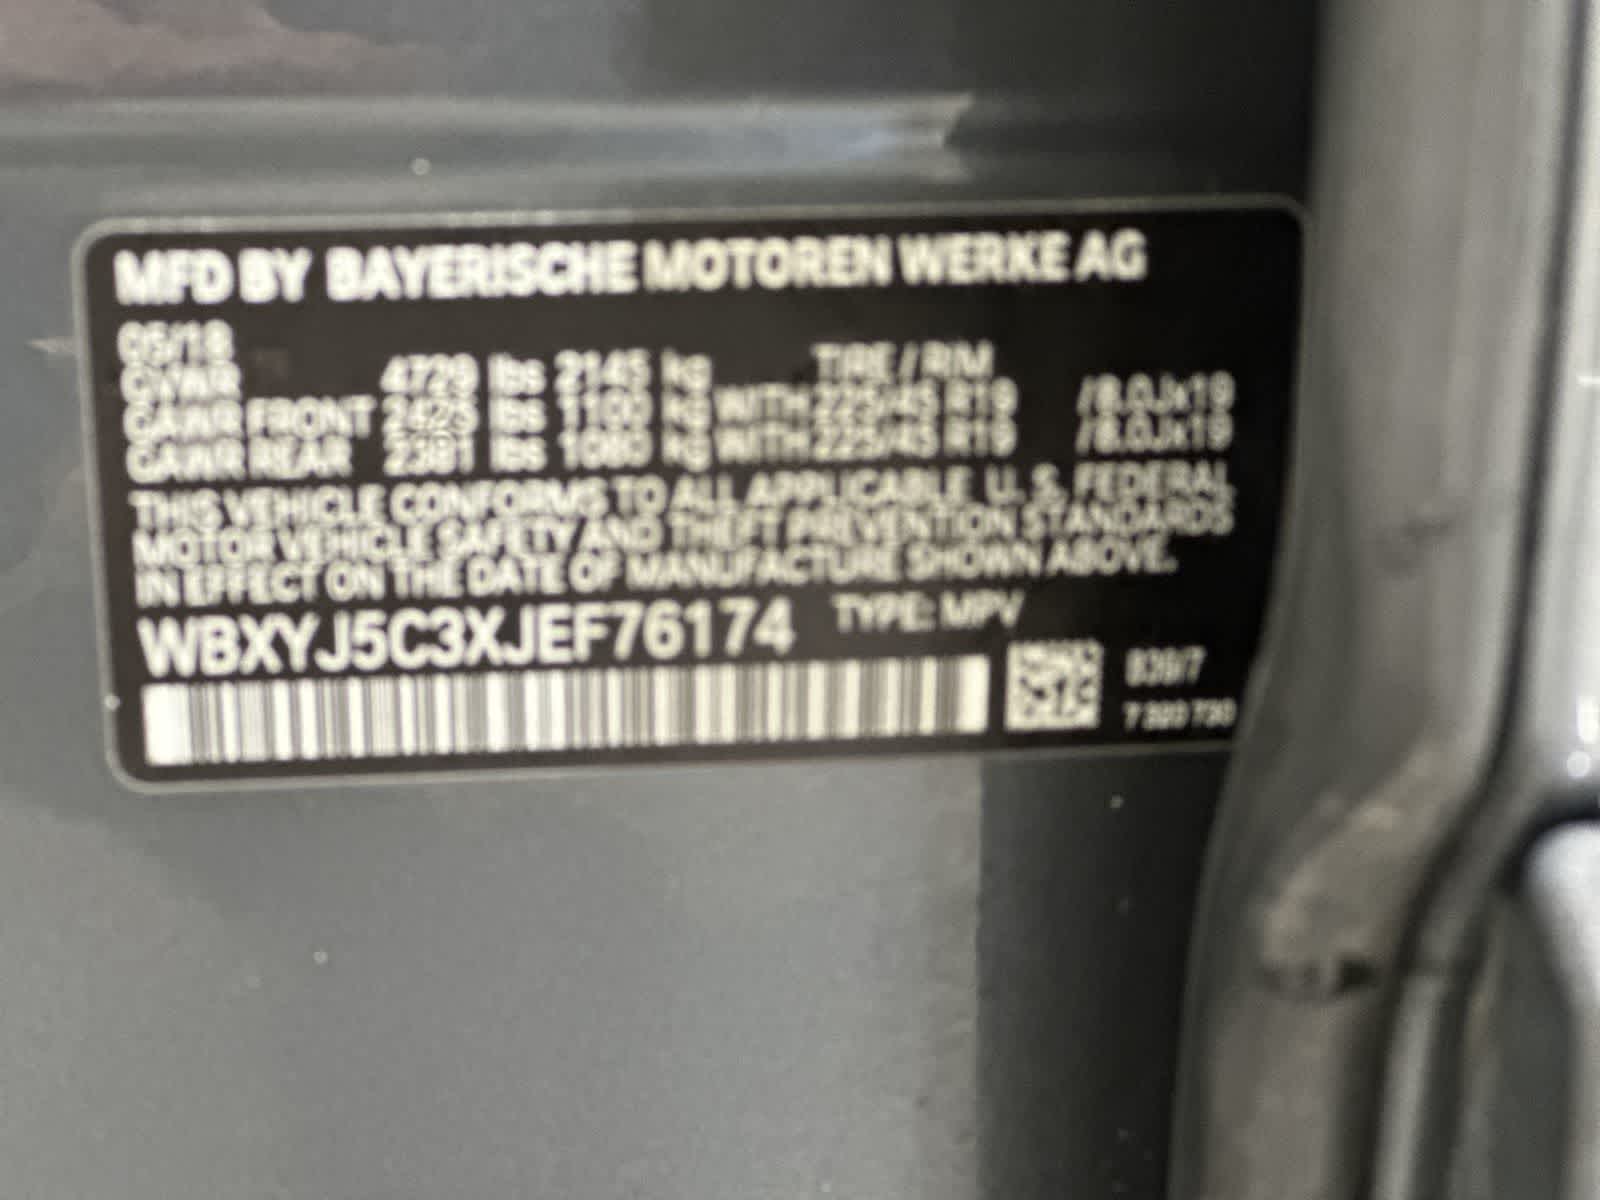 MFD BY BAYERISCHE MOTOREN WERKE AG
05/18
GVWR 4729 lbs 2145 kg TIRE / RIM
GAWR FRONT 2425 lbs 1100 kg WITH 225/45 R19 /8.0Jx19
GAWR REAR 2381 lbs 1080 kg WITH 225/45 R19 /8.0Jx19
THIS VEHICLE CONFORMS TO ALL APPLICABLE U. S. FEDERAL
MOTOR VEHICLE SAFETY AND THEFT PREVENTION STANDARDS
IN EFFECT ON THE DATE OF MANUFACTURE SHOWN ABOVE.
WBXYJ5C3XJEF76174 TYPE: MPV